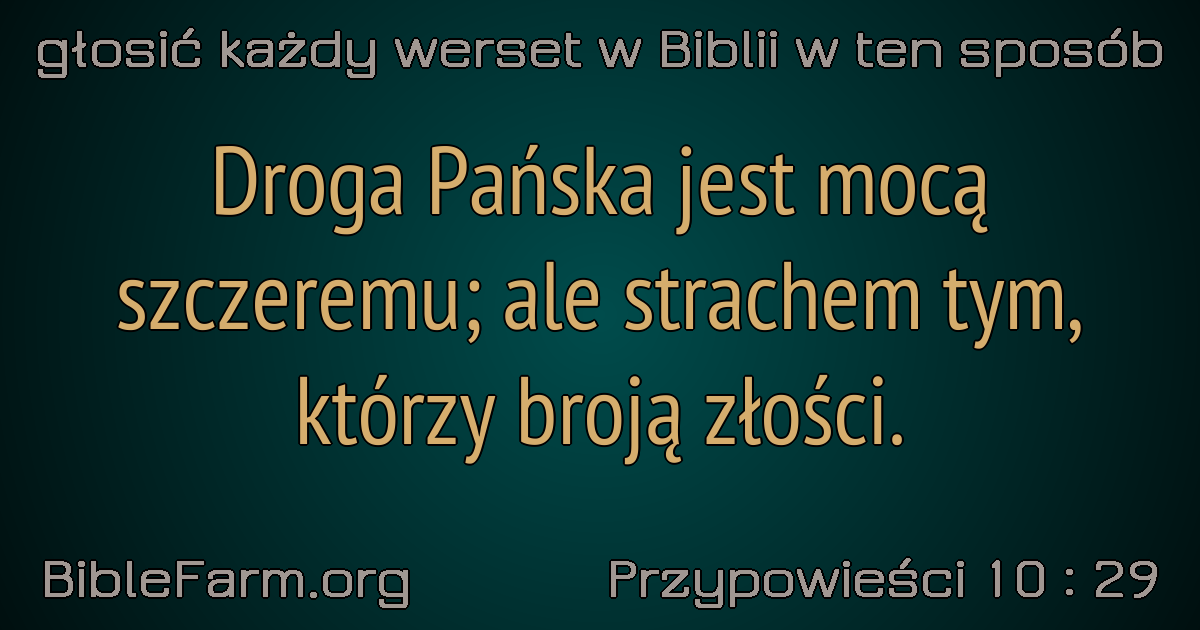 głosić każdy werset w Biblii w ten sposób
Droga Pańska jest mocą
szczeremu; ale strachem tym,
którzy broją złości.
BibleFarm.org
Przypowieści 10 : 29